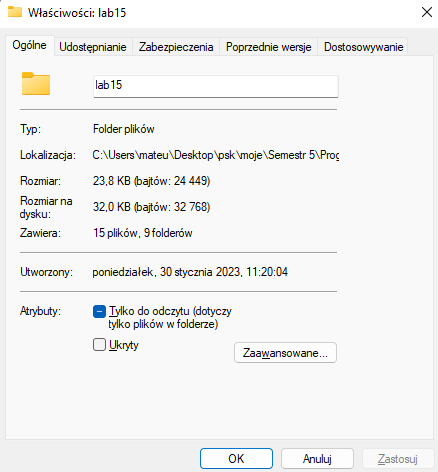 Właściwości: lab15
Ogólne Udostępnianie Zabezpieczenia Poprzednie wersje Dostosowywanie
lab15
Typ: Folder plików
Lokalizacja: C:\Users\mateu\Desktop\psk\moje\Semestr 5\Prog
Rozmiar: 23,8 KB (bajtów: 24 449)
Rozmiar na
dysku: 32,0 KB (bajtów: 32 768)
Zawiera: 15 plików, 9 folderów
Utworzony: poniedziałek, 30 stycznia 2023, 11:20:04
Atrybuty: Tylko do odczytu (dotyczy
tylko plików w folderze)
Ukryty
Zaawansowane...
OK Anuluj Zastosuj